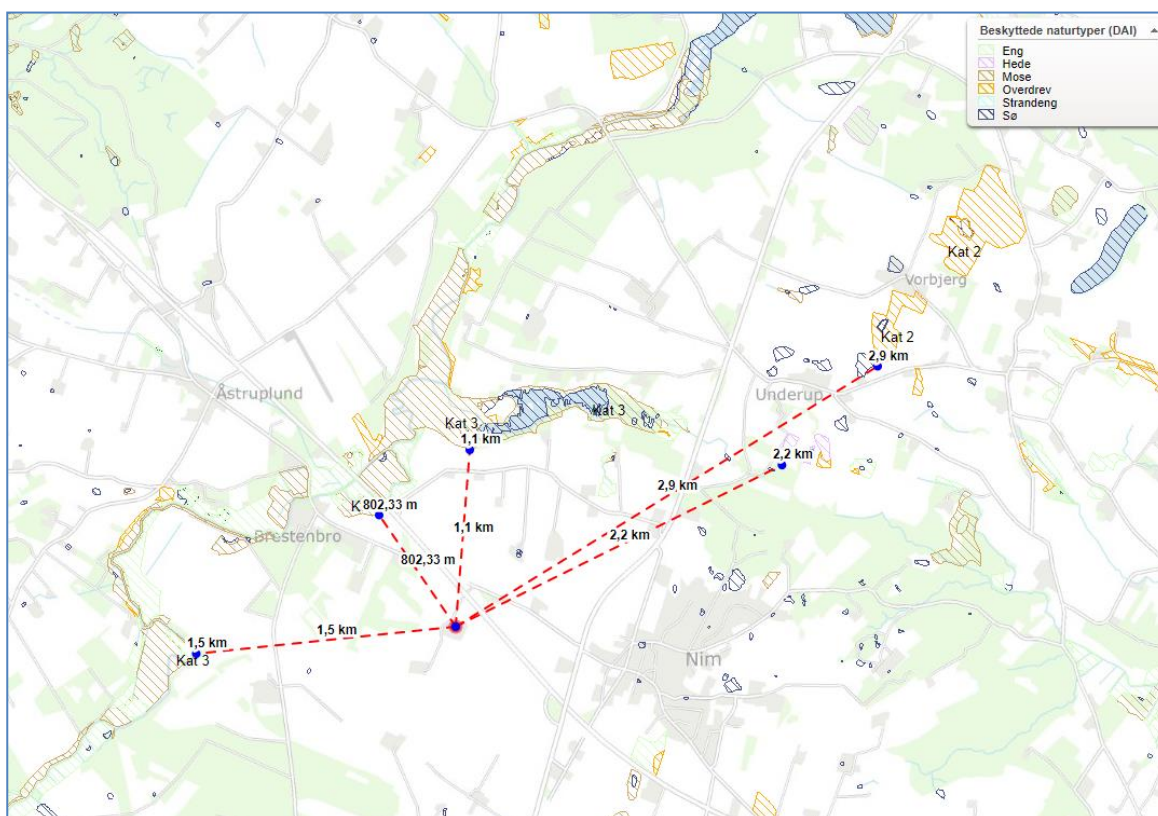 Beskyttede naturtyper (DAI)
Eng
Hede
Mose
Overdrev
Strandeng
Sø
Kat 2
Vorbjerg
Kat 2
2,9 km
Åstruplund
Underup
Kat 3
Kat 3
1,1 km
2,2 km
2,9 km
K
802,33 m
1,1 km
2,2 km
Brestenbro
802,33 m
1,5 km
1,5 km
Kat 3
Nim